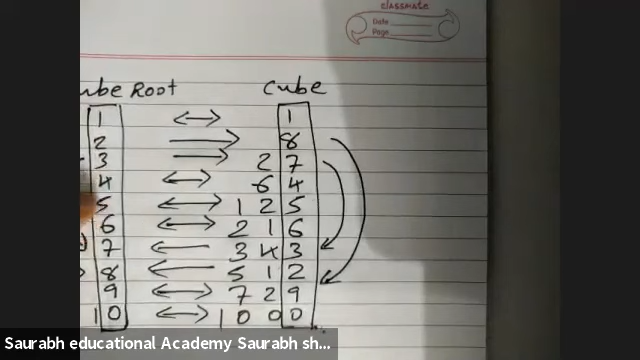 classmate
Date
Page
ube Root Cube
1 ↔ 1
2 → 8
3 → 27
4 ↔ 64
5 ↔ 125
6 ↔ 216
7 ← 343
8 ← 512
9 ↔ 729
10 ↔ 1000
Saurabh educational Academy Saurabh sh...